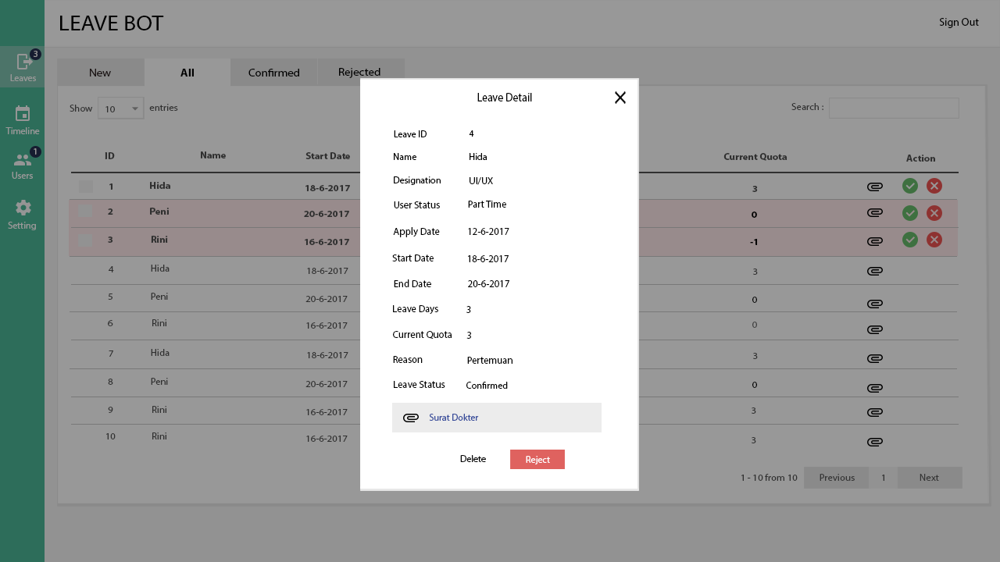 LEAVE BOT
Sign Out
3
Leaves
Timeline
1
Users
Setting
New All Confirmed Rejected
Show 10 entries
Search :
ID Name Start Date Current Quota Action
1 Hida 18-6-2017 3
2 Peni 20-6-2017 0
3 Rini 16-6-2017 -1
4 Hida 18-6-2017 3
5 Peni 20-6-2017 0
6 Rini 16-6-2017 0
7 Hida 18-6-2017 3
8 Peni 20-6-2017 0
9 Rini 16-6-2017 3
10 Rini 16-6-2017 3
1 - 10 from 10 Previous 1 Next
Leave Detail
Leave ID 4
Name Hida
Designation UI/UX
User Status Part Time
Apply Date 12-6-2017
Start Date 18-6-2017
End Date 20-6-2017
Leave Days 3
Current Quota 3
Reason Pertemuan
Leave Status Confirmed
Surat Dokter
Delete Reject